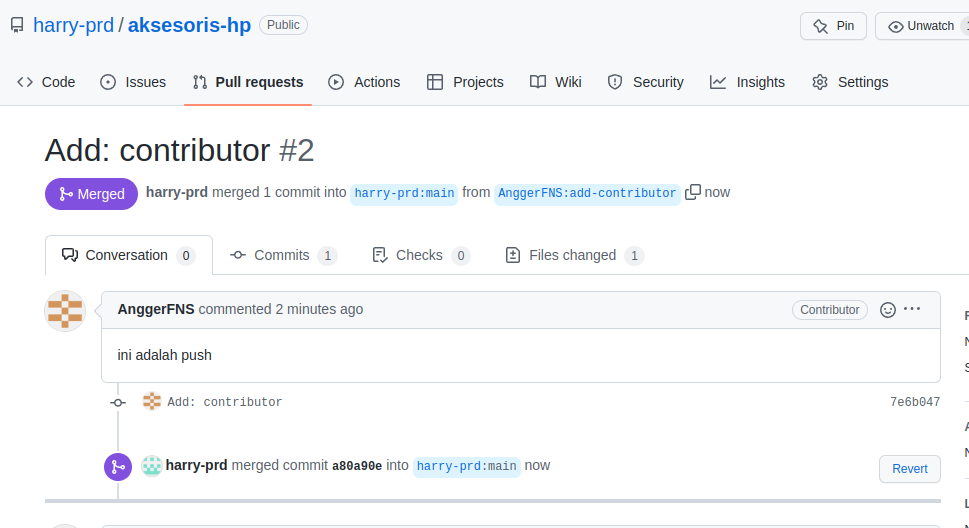 harry-prd / aksesoris-hp Public Pin Unwatch
Code Issues Pull requests Actions Projects Wiki Security Insights Settings
Add: contributor #2
Merged harry-prd merged 1 commit into harry-prd:main from AnggerFNS:add-contributor now
Conversation 0 Commits 1 Checks 0 Files changed 1
AnggerFNS commented 2 minutes ago Contributor
ini adalah push
Add: contributor 7e6b047
harry-prd merged commit a80a90e into harry-prd:main now Revert